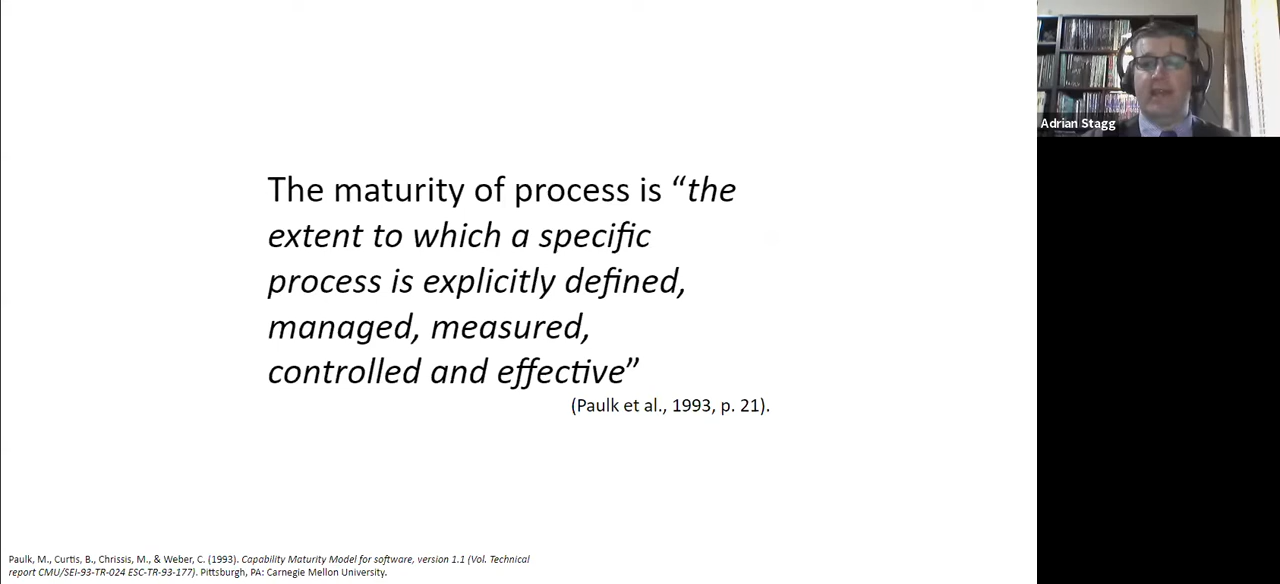 The maturity of process is “the
extent to which a specific
process is explicitly defined,
managed, measured,
controlled and effective”
(Paulk et al., 1993, p. 21).
Paulk, M., Curtis, B., Chrissis, M., & Weber, C. (1993). Capability Maturity Model for software, version 1.1 (Vol. Technical
report CMU/SEI-93-TR-024 ESC-TR-93-177). Pittsburgh, PA: Carnegie Mellon University.
Adrian Stagg